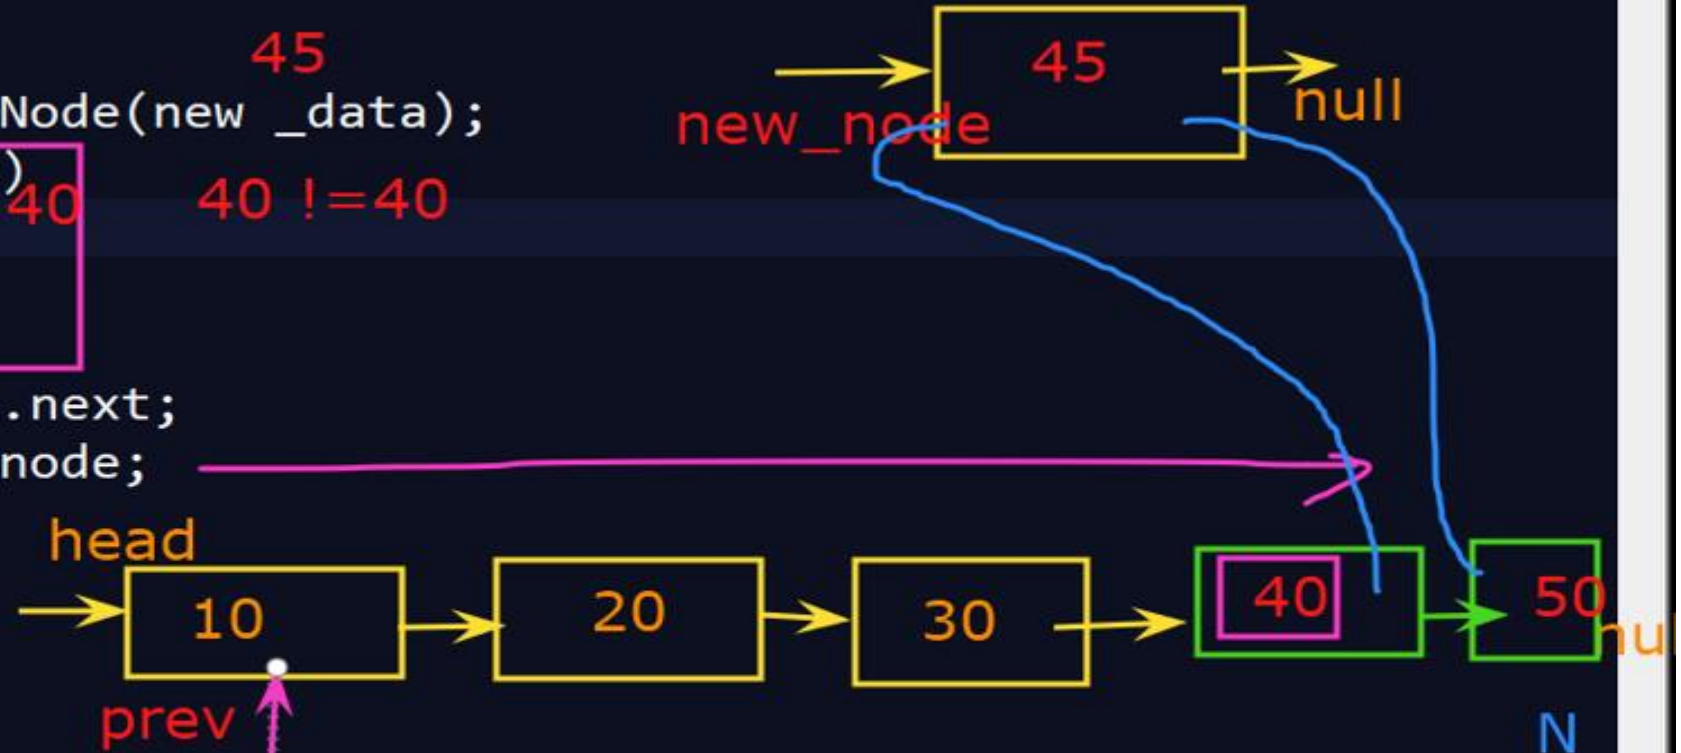 45
45
Node(new _data);
new_node
null
)
40
40 !=40
.next;
node;
head
10
20
30
40
50
prev
N